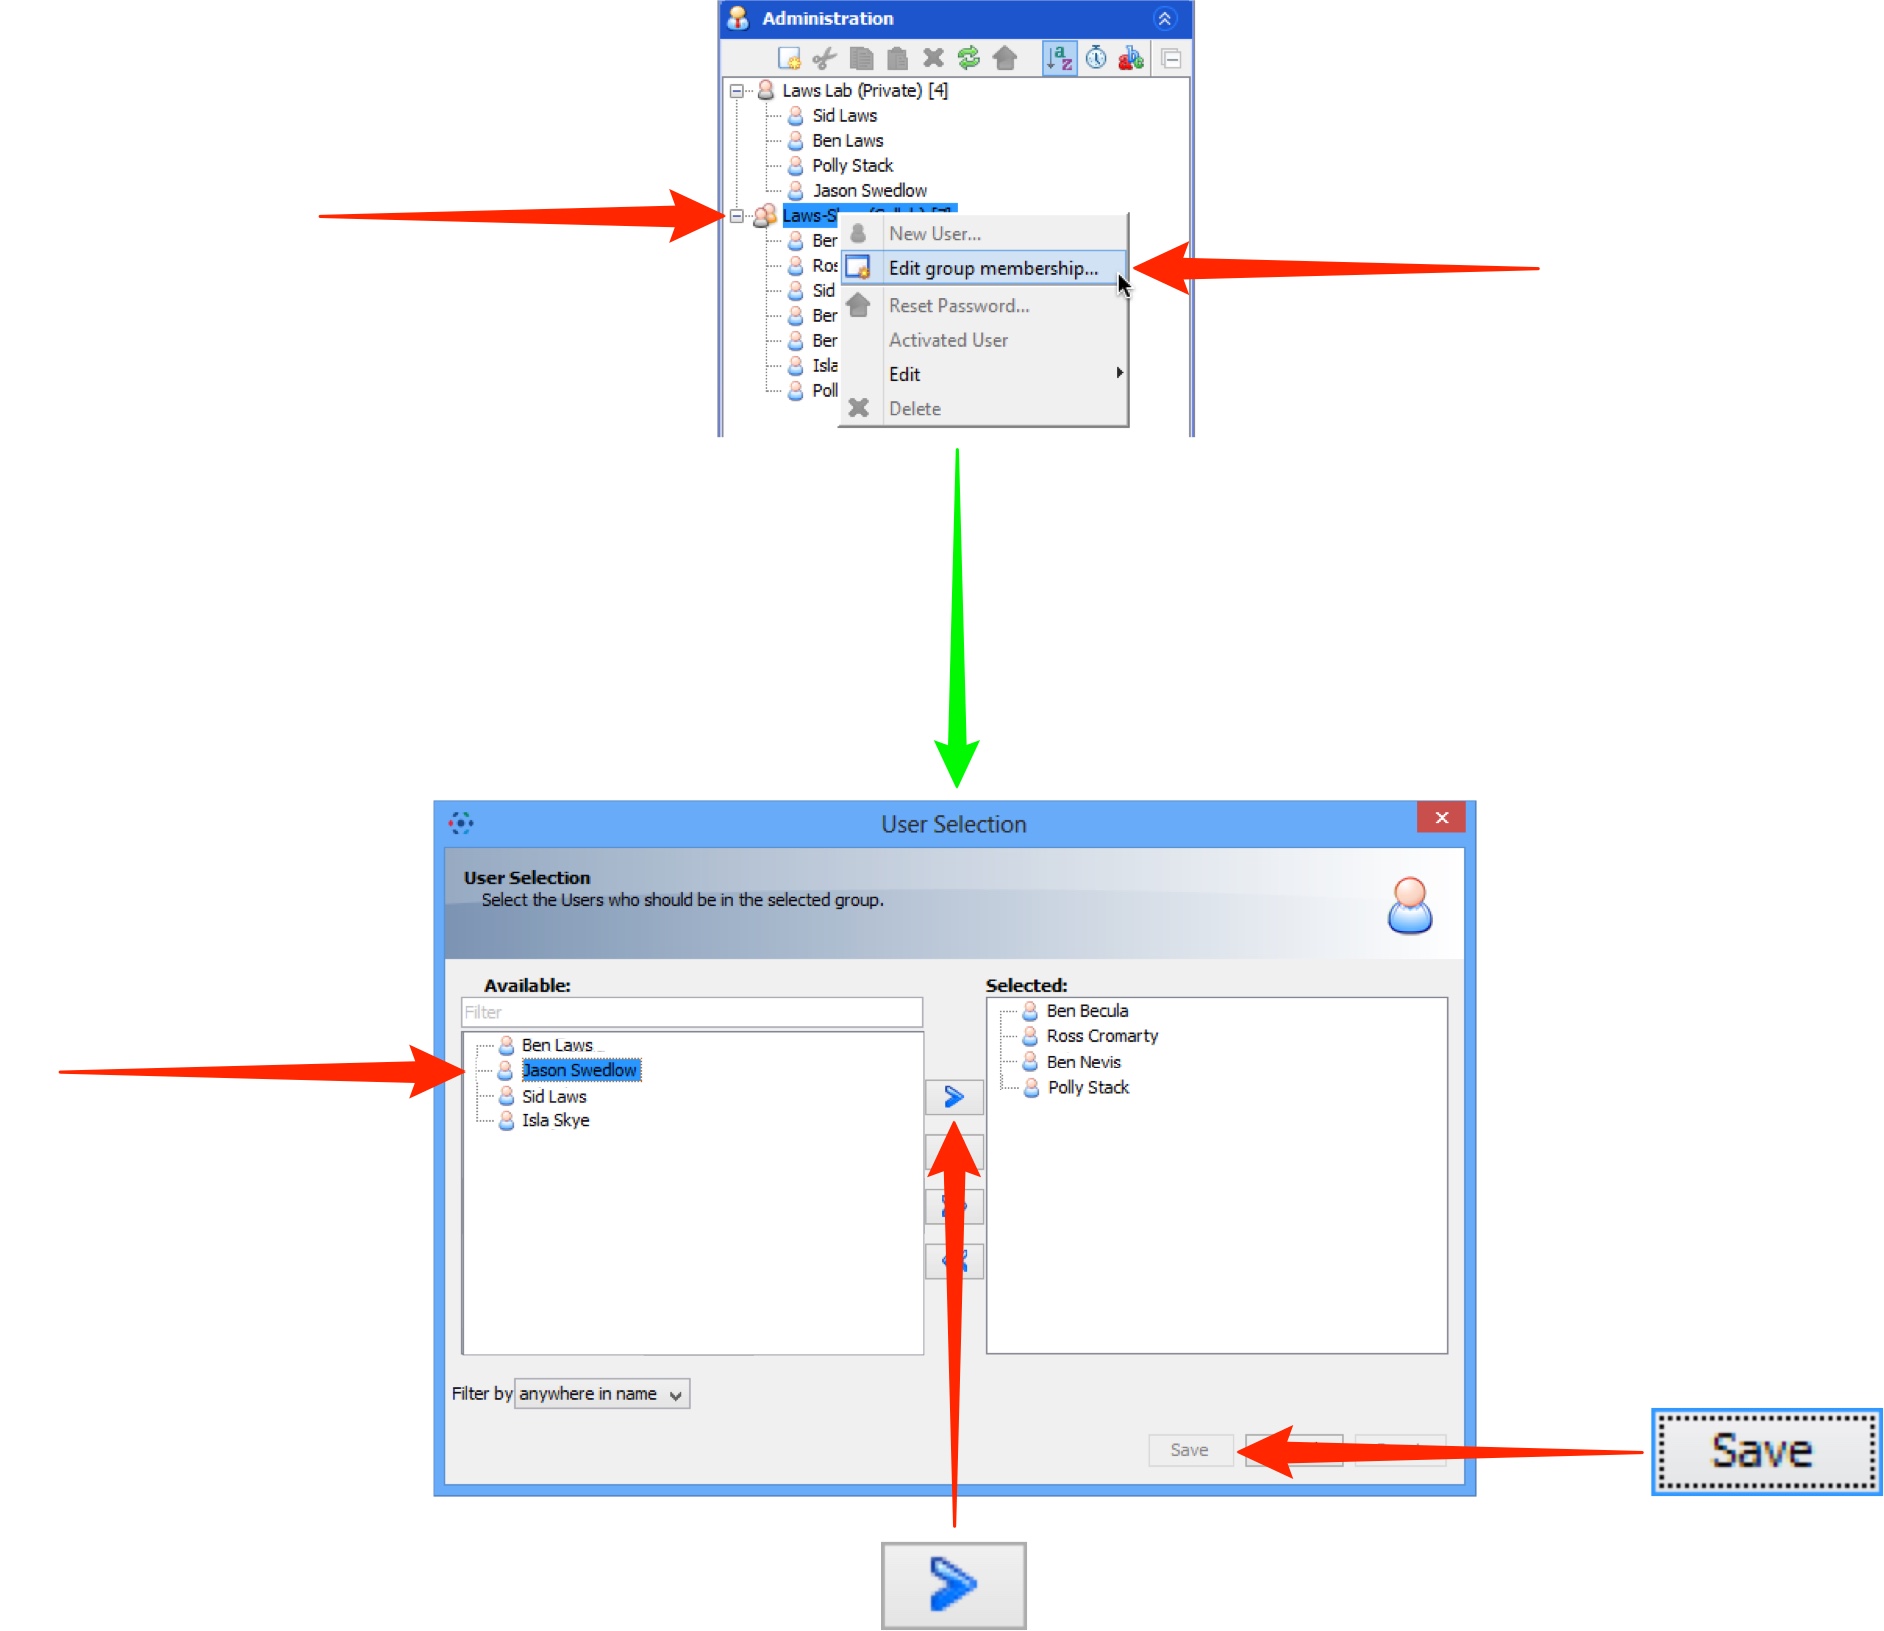 Administration
Laws Lab (Private) [4]
Sid Laws
Ben Laws
Polly Stack
Jason Swedlow
Laws-S
Ber
New User...
Ros
Edit group membership...
Sid
Ber
Reset Password...
Ber
Activated User
Isla
Edit
Poll
Delete
User Selection
User Selection
Select the Users who should be in the selected group.
Available:
Selected:
Filter
Ben Laws
Jason Swedlow
Sid Laws
Isla Skye
Ben Becula
Ross Cromarty
Ben Nevis
Polly Stack
Filter by anywhere in name
Save
Save